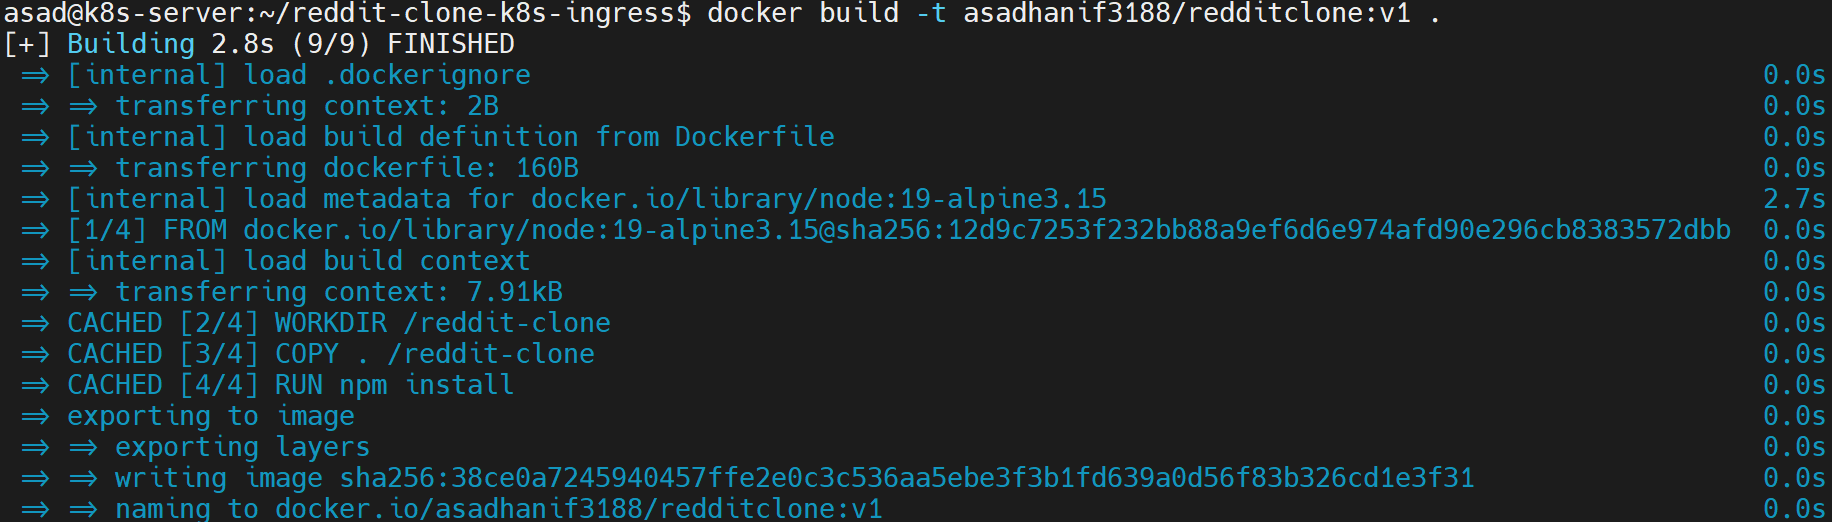 asad@k8s-server:~/reddit-clone-k8s-ingress$ docker build -t asadhanif3188/redditclone:v1 .
[+] Building 2.8s (9/9) FINISHED
=> [internal] load .dockerignore 0.0s
=> => transferring context: 2B 0.0s
=> [internal] load build definition from Dockerfile 0.0s
=> => transferring dockerfile: 160B 0.0s
=> [internal] load metadata for docker.io/library/node:19-alpine3.15 2.7s
=> [1/4] FROM docker.io/library/node:19-alpine3.15@sha256:12d9c7253f232bb88a9ef6d6e974afd90e296cb8383572dbb 0.0s
=> [internal] load build context 0.0s
=> => transferring context: 7.91kB 0.0s
=> CACHED [2/4] WORKDIR /reddit-clone 0.0s
=> CACHED [3/4] COPY . /reddit-clone 0.0s
=> CACHED [4/4] RUN npm install 0.0s
=> exporting to image 0.0s
=> => exporting layers 0.0s
=> => writing image sha256:38ce0a7245940457ffe2e0c3c536aa5ebe3f3b1fd639a0d56f83b326cd1e3f31 0.0s
=> => naming to docker.io/asadhanif3188/redditclone:v1 0.0s